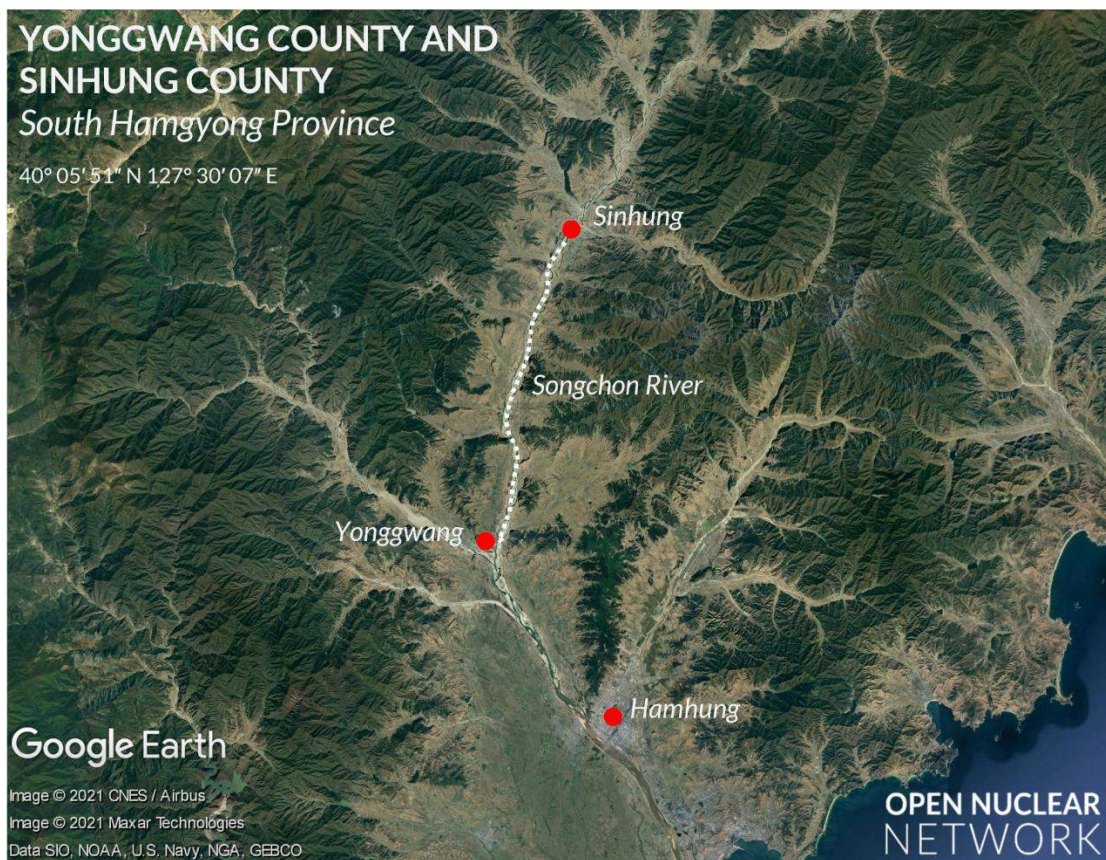 YONGGWANG COUNTY AND
SINHUNG COUNTY
South Hamgyong Province
40° 05′ 51″ N 127° 30′ 07″ E
Sinhung
Songchon River
Yonggwang
Hamhung
Google Earth
Image © 2021 CNES / Airbus
Image © 2021 Maxar Technologies
Data SIO, NOAA, U.S. Navy, NGA, GEBCO
OPEN NUCLEAR
NETWORK